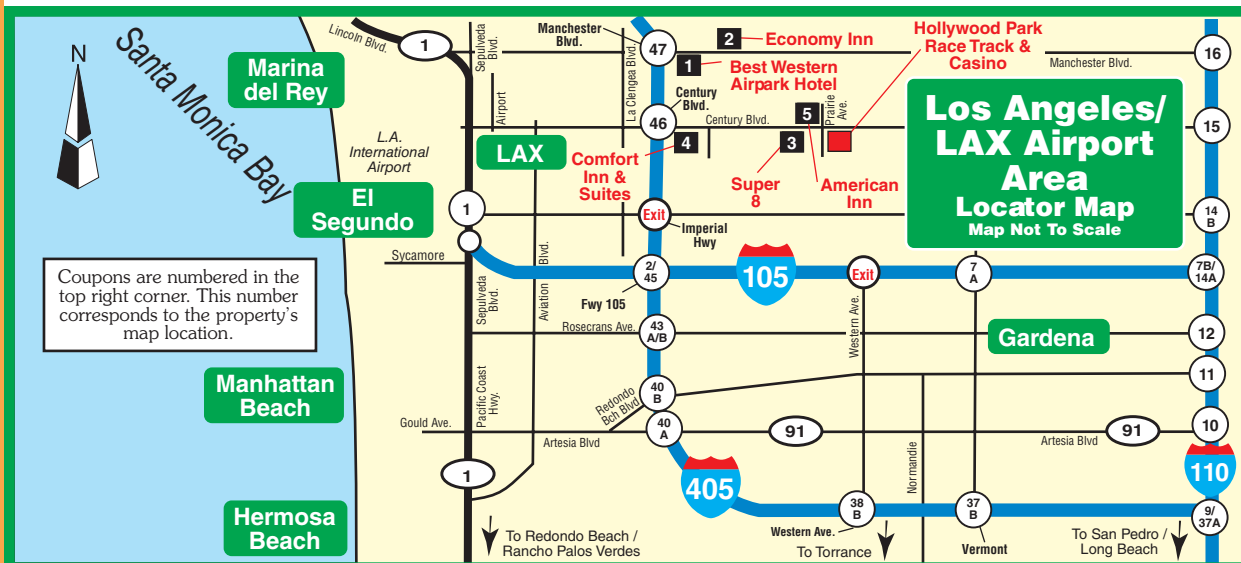 N
Santa Monica Bay
Marina
del Rey
Lincoln Blvd.
1
Sepulveda
Blvd.
Airport
Manchester
Blvd.
47
La Clengea Blvd.
2
Economy Inn
1
Best Western
Airpark Hotel
Hollywood Park
Race Track &
Casino
Manchester Blvd.
16
L.A.
International
Airport
LAX
Century
Blvd.
46
Century Blvd.
4
Comfort
Inn &
Suites
3
Super
8
5
American
Inn
Prairie
Ave.
15
Los Angeles/
LAX Airport
Area
Locator Map
Map Not To Scale
El
Segundo
1
Exit
Imperial
Hwy
14
B
Sycamore
2/
45
Fwy 105
105
Exit
7
A
7B/
14A
Coupons are numbered in the
top right corner. This number
corresponds to the property's
map location.
Sepulveda
Blvd.
Aviation Blvd.
Rosecrans Ave.
43
A/B
Western Ave.
Gardena
12
Manhattan
Beach
Pacific Coast
Hwy.
Redondo
Bch Blvd
40
B
11
Gould Ave.
Artesia Blvd
40
A
91
Artesia Blvd
91
10
1
405
Normandie
110
Hermosa
Beach
To Redondo Beach /
Rancho Palos Verdes
Western Ave.
38
B
To Torrance
37
B
Vermont
To San Pedro /
Long Beach
9/
37A